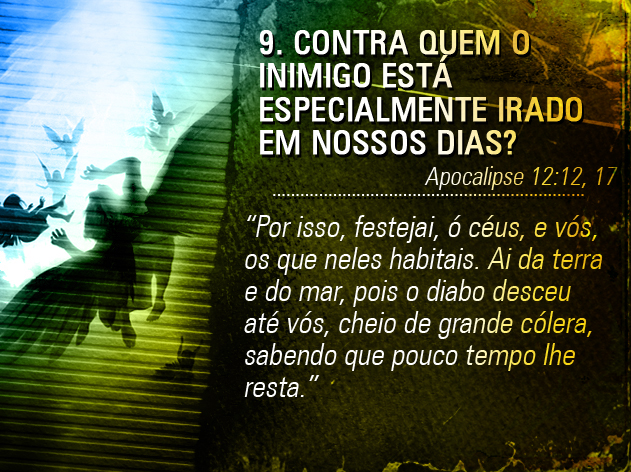 9. CONTRA QUEM O
INIMIGO ESTÁ
ESPECIALMENTE IRADO
EM NOSSOS DIAS?
Apocalipse 12:12, 17
“Por isso, festejai, ó céus, e vós,
os que neles habitais. Ai da terra
e do mar, pois o diabo desceu
até vós, cheio de grande cólera,
sabendo que pouco tempo lhe
resta.”